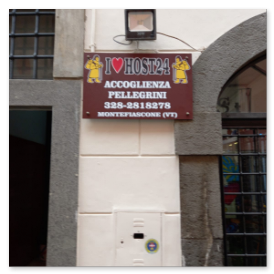 I ❤ HOST24
ACCOGLIENZA
PELLEGRINI
328-2818278
MONTEFIASCONE (VT)